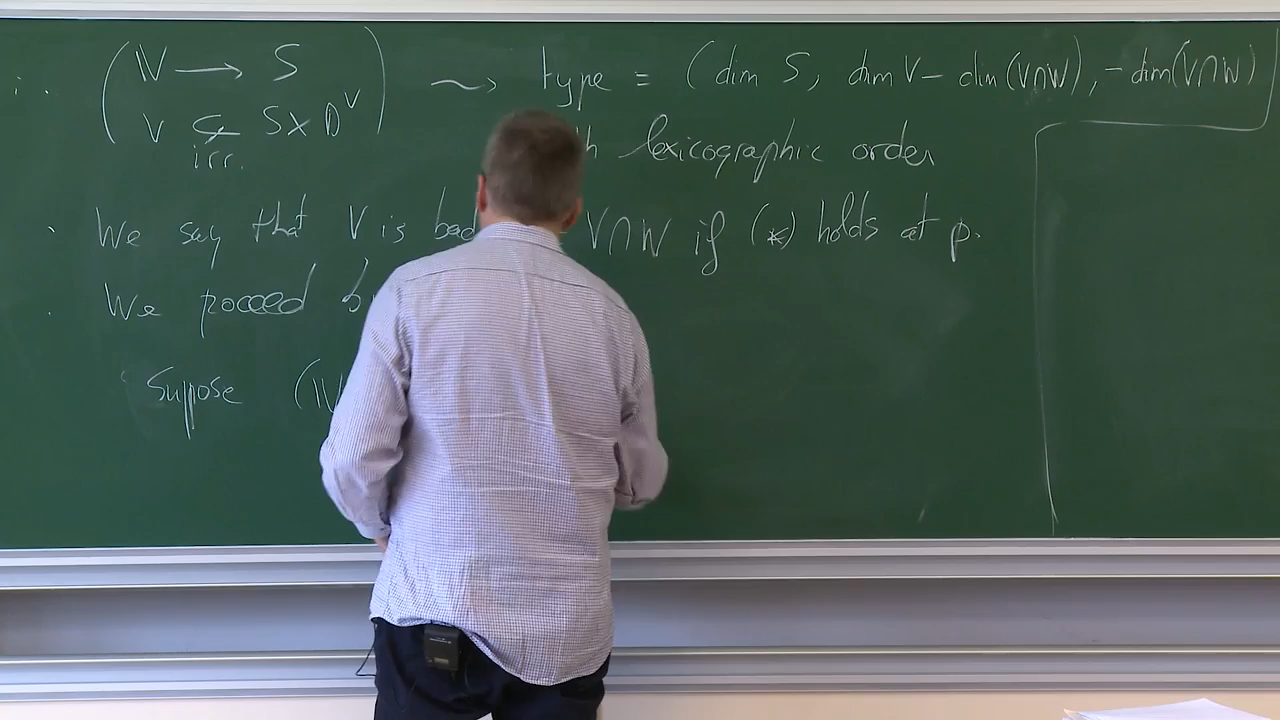 ( 𝕍 ⟶ S ) ⇝ type = ( dim S, dim V − dim (V∩W), − dim(V∩W)
V ⊊ S × Ď
irr.
h lexicographic order
· We say that V is bad V∩W if (*) holds at p.
· We proceed b
Suppose (𝕍